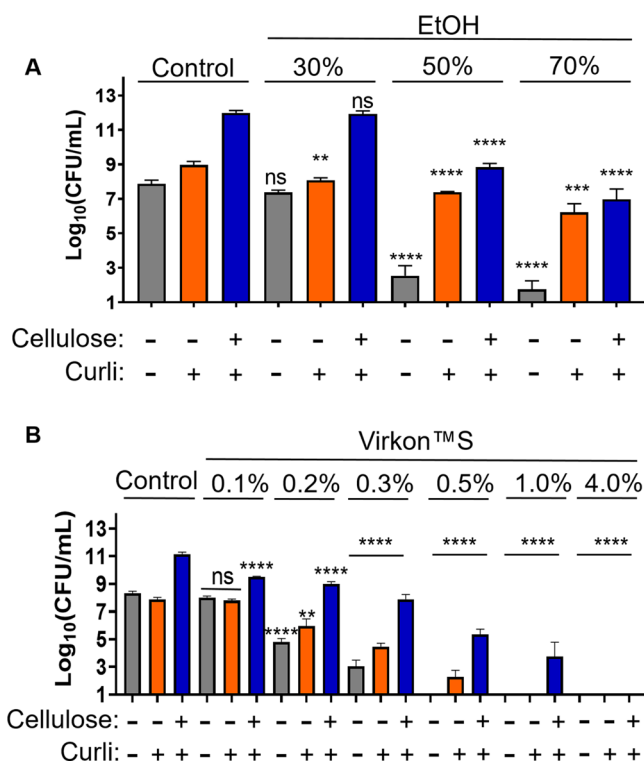 EtOH
A
Control 30% 50% 70%
Log10(CFU/mL)
13
11
9
7
5
3
1
ns ** ns **** **** **** **** *** ****
Cellulose: - - + - - + - - + - - +
Curli: - + + - + + - + + - + +
B
Virkon™S
Control 0.1% 0.2% 0.3% 0.5% 1.0% 4.0%
Log10(CFU/mL)
13
11
9
7
5
3
1
ns **** **** ** **** **** **** **** ****
Cellulose: - - + - - + - - + - - + - - + - - + - - +
Curli: - + + - + + - + + - + + - + + - + + - + +